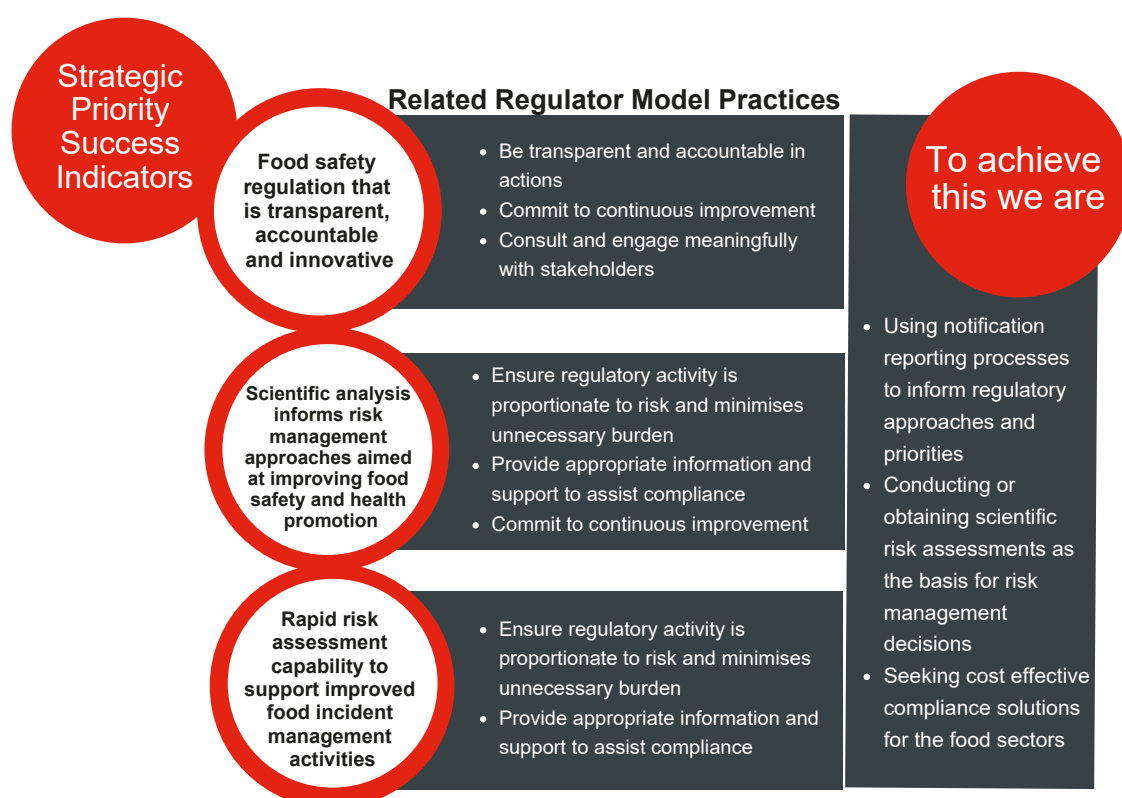 Strategic
Priority
Success
Indicators
Related Regulator Model Practices
Food safety
regulation that
is transparent,
accountable
and innovative
• Be transparent and accountable in
actions
• Commit to continuous improvement
• Consult and engage meaningfully
with stakeholders
Scientific analysis
informs risk
management
approaches aimed
at improving food
safety and health
promotion
• Ensure regulatory activity is
proportionate to risk and minimises
unnecessary burden
• Provide appropriate information and
support to assist compliance
• Commit to continuous improvement
Rapid risk
assessment
capability to
support improved
food incident
management
activities
• Ensure regulatory activity is
proportionate to risk and minimises
unnecessary burden
• Provide appropriate information and
support to assist compliance
To achieve
this we are
• Using notification
reporting processes
to inform regulatory
approaches and
priorities
• Conducting or
obtaining scientific
risk assessments as
the basis for risk
management
decisions
• Seeking cost effective
compliance solutions
for the food sectors